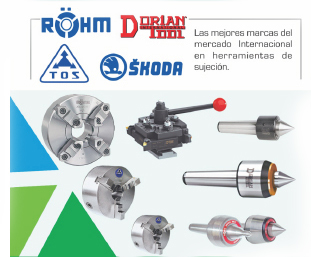 RÖHM
DORIAN
TOOL
TOS
ŠKODA
Las mejores marcas del
mercado Internacional
en herramientas de
sujeción.